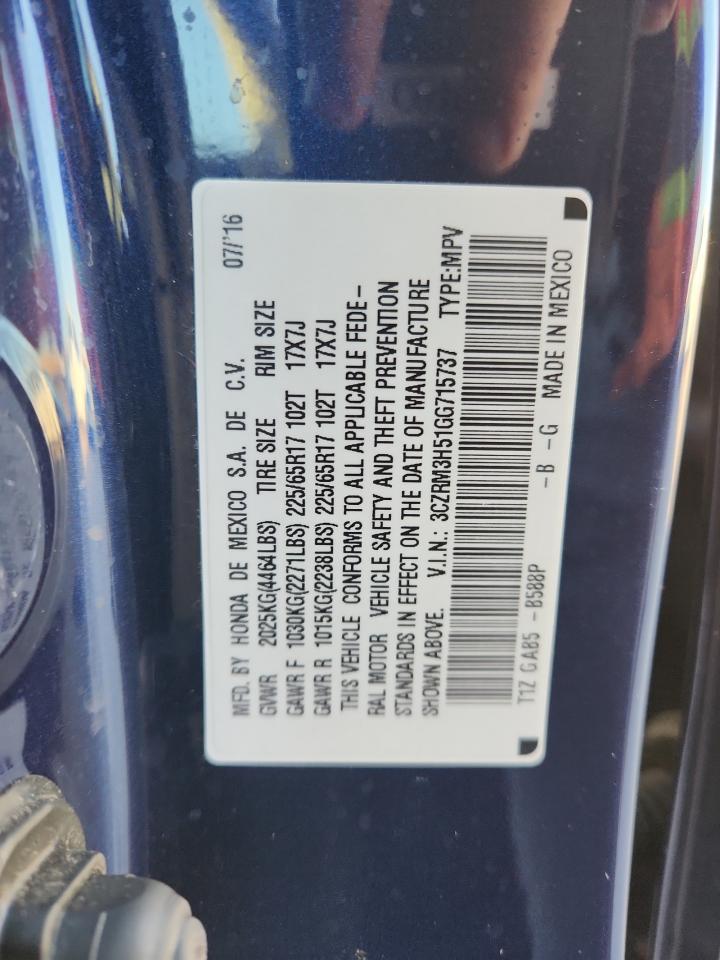 MFD. BY HONDA DE MEXICO S.A. DE C.V. 07/'16
GVWR 2025KG(4464LBS) TIRE SIZE RIM SIZE
GAWR F 1030KG(2271LBS) 225/65R17 102T 17X7J
GAWR R 1015KG(2238LBS) 225/65R17 102T 17X7J
THIS VEHICLE CONFORMS TO ALL APPLICABLE FEDE-
RAL MOTOR VEHICLE SAFETY AND THEFT PREVENTION
STANDARDS IN EFFECT ON THE DATE OF MANUFACTURE
SHOWN ABOVE. V.I.N.: 3CZRM3H51GG715737 TYPE:MPV
T1Z GA85 -B588P -B -G MADE IN MEXICO